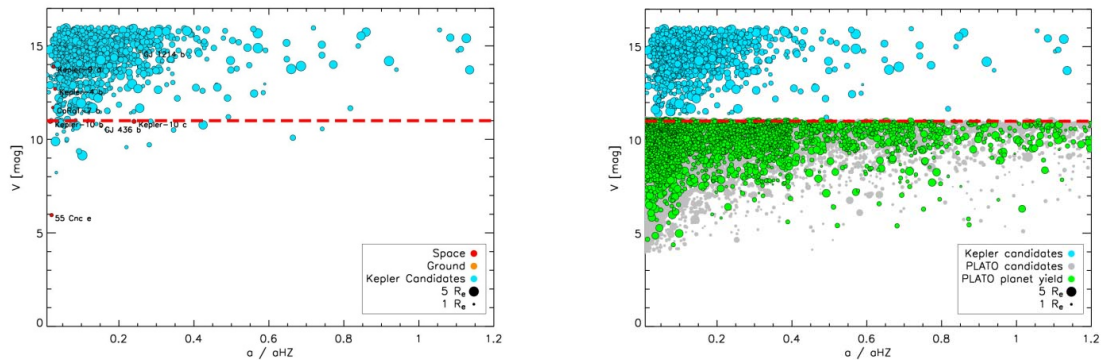 15
10
5
0
V [mag]
GJ 1214 b
Kepler-9 d
Kepler-4 b
CoRoT-7 b
Kepler-10 b
Kepler-10 c
GJ 436 b
55 Cnc e
Space
Ground
Kepler Candidates
5 Re
1 Re
0.2 0.4 0.6 0.8 1 1.2
a / aHZ
15
10
5
0
V [mag]
Kepler candidates
PLATO candidates
PLATO planet yield
5 Re
1 Re
0.2 0.4 0.6 0.8 1 1.2
a / aHZ